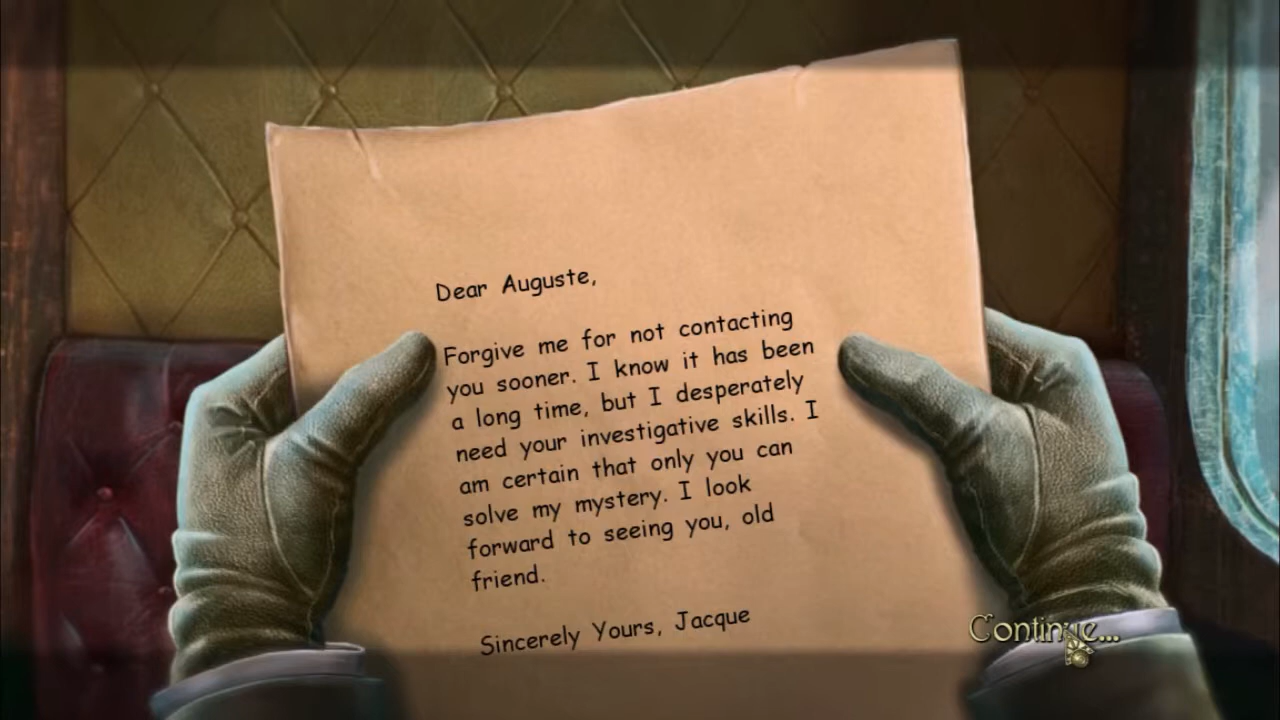 Dear Auguste,
Forgive me for not contacting
you sooner. I know it has been
a long time, but I desperately
need your investigative skills. I
am certain that only you can
solve my mystery. I look
forward to seeing you, old
friend.
Sincerely Yours, Jacque
Continue...